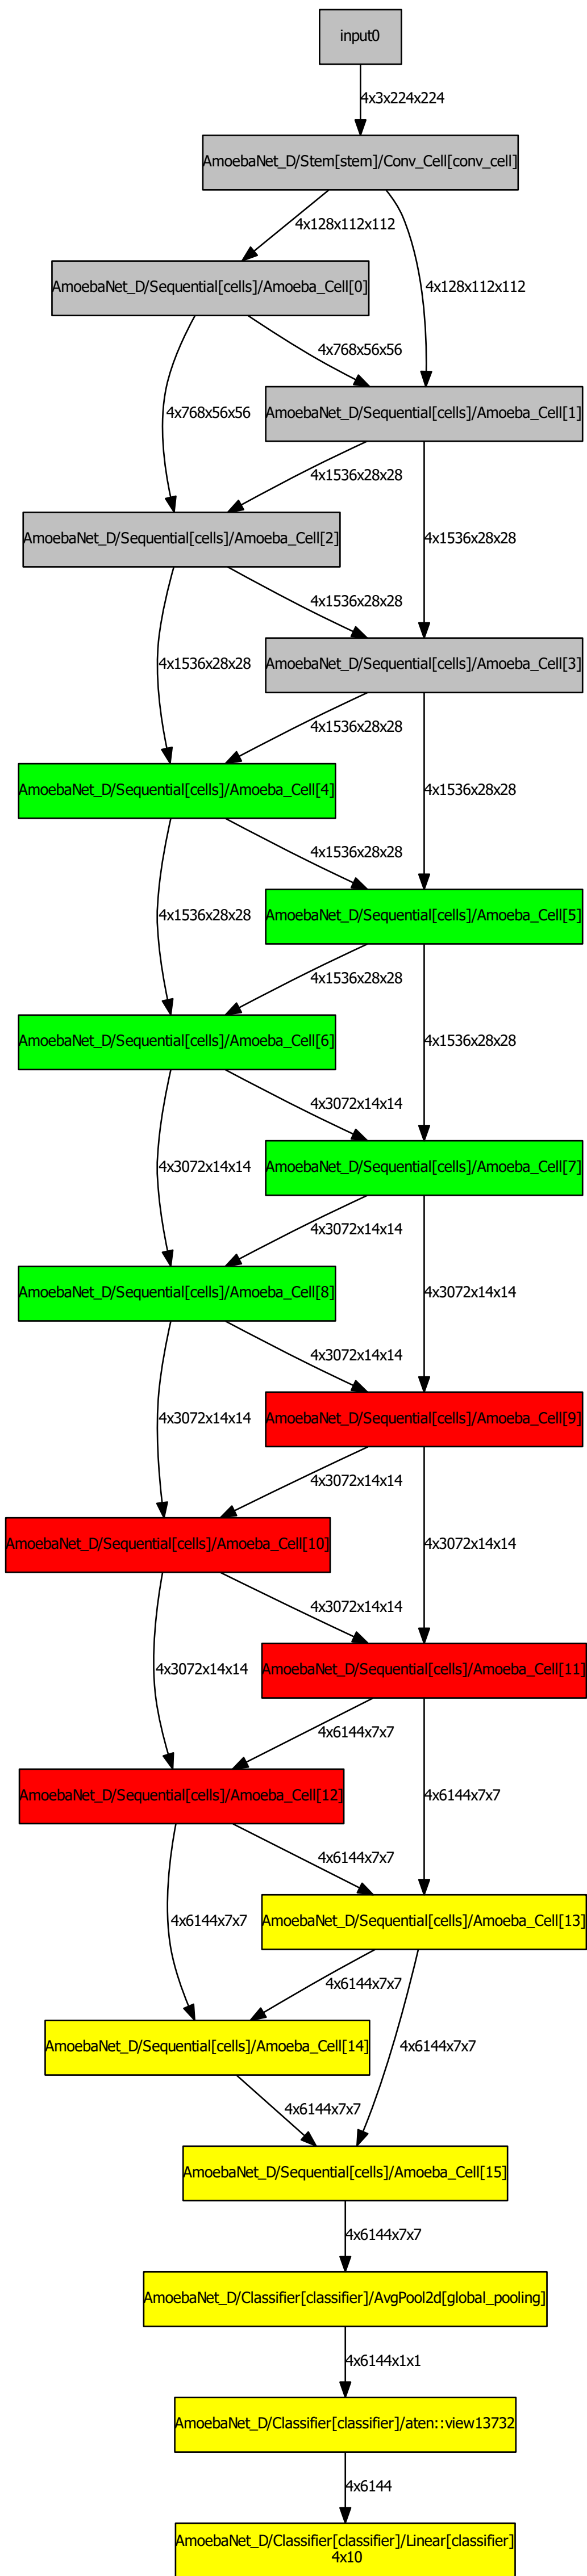 input0
4x3x224x224
AmoebaNet_D/Stem[stem]/Conv_Cell[conv_cell]
4x128x112x112
AmoebaNet_D/Sequential[cells]/Amoeba_Cell[0]
4x128x112x112
4x768x56x56
AmoebaNet_D/Sequential[cells]/Amoeba_Cell[1]
4x768x56x56
4x1536x28x28
AmoebaNet_D/Sequential[cells]/Amoeba_Cell[2]
4x1536x28x28
4x1536x28x28
AmoebaNet_D/Sequential[cells]/Amoeba_Cell[3]
4x1536x28x28
4x1536x28x28
AmoebaNet_D/Sequential[cells]/Amoeba_Cell[4]
4x1536x28x28
4x1536x28x28
AmoebaNet_D/Sequential[cells]/Amoeba_Cell[5]
4x1536x28x28
4x1536x28x28
AmoebaNet_D/Sequential[cells]/Amoeba_Cell[6]
4x1536x28x28
4x3072x14x14
AmoebaNet_D/Sequential[cells]/Amoeba_Cell[7]
4x3072x14x14
4x3072x14x14
AmoebaNet_D/Sequential[cells]/Amoeba_Cell[8]
4x3072x14x14
4x3072x14x14
AmoebaNet_D/Sequential[cells]/Amoeba_Cell[9]
4x3072x14x14
4x3072x14x14
AmoebaNet_D/Sequential[cells]/Amoeba_Cell[10]
4x3072x14x14
4x3072x14x14
AmoebaNet_D/Sequential[cells]/Amoeba_Cell[11]
4x3072x14x14
4x6144x7x7
AmoebaNet_D/Sequential[cells]/Amoeba_Cell[12]
4x6144x7x7
4x6144x7x7
AmoebaNet_D/Sequential[cells]/Amoeba_Cell[13]
4x6144x7x7
4x6144x7x7
AmoebaNet_D/Sequential[cells]/Amoeba_Cell[14]
4x6144x7x7
4x6144x7x7
AmoebaNet_D/Sequential[cells]/Amoeba_Cell[15]
4x6144x7x7
AmoebaNet_D/Classifier[classifier]/AvgPool2d[global_pooling]
4x6144x1x1
AmoebaNet_D/Classifier[classifier]/aten::view13732
4x6144
AmoebaNet_D/Classifier[classifier]/Linear[classifier]
4x10